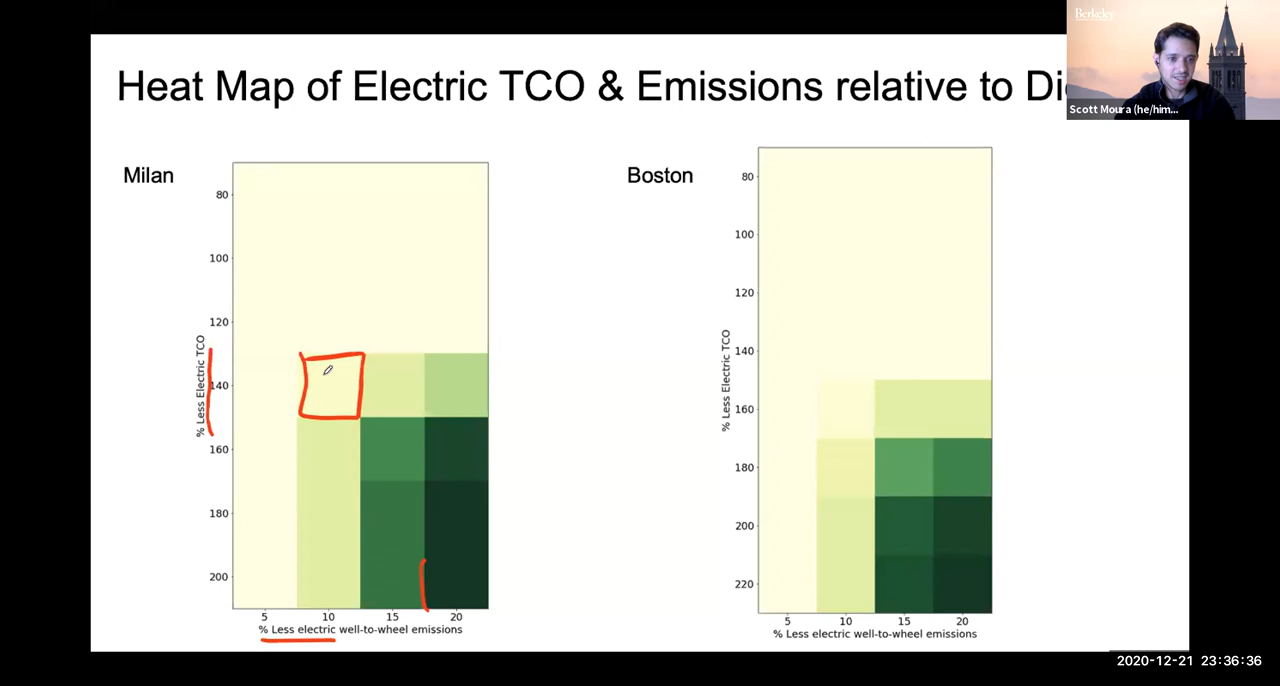 Berkeley
Heat Map of Electric TCO & Emissions relative to
Scott Moura (he/him...
Milan
80
100
120
140
160
180
200
% Less Electric TCO
5 10 15 20
% Less electric well-to-wheel emissions
Boston
80
100
120
140
160
180
200
220
% Less Electric TCO
5 10 15 20
% Less electric well-to-wheel emissions
2020-12-21 23:36:36